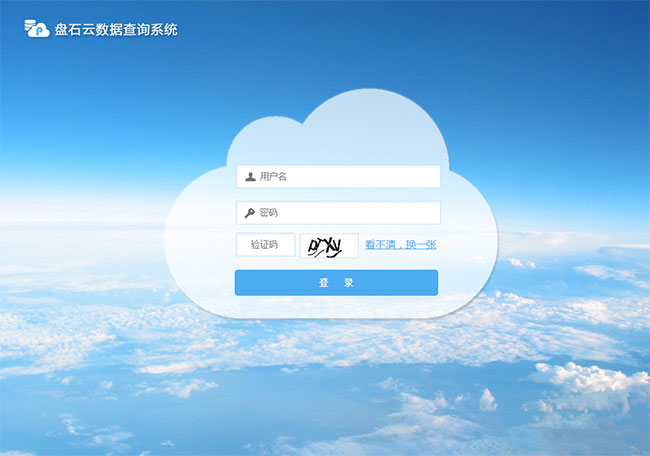 盘石云数据查询系统
用户名
密码
验证码
看不清，换一张
登 录